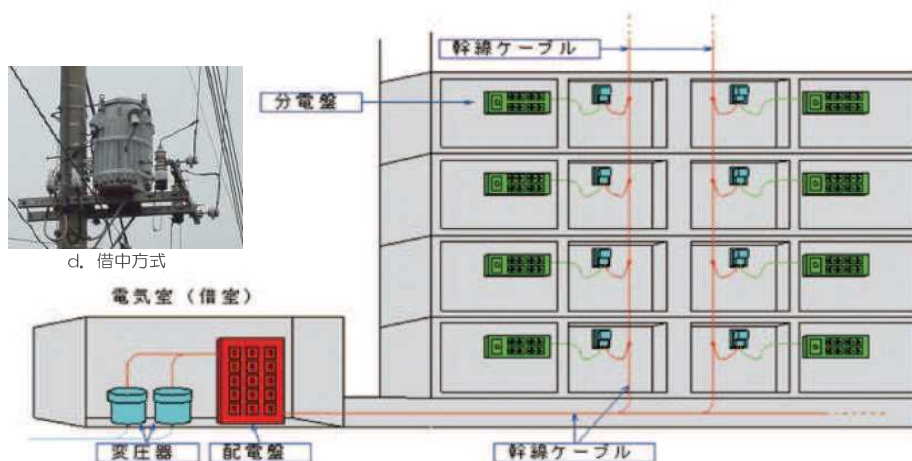 幹線ケーブル
分電盤
d. 借中方式
電気室（借室）
変圧器
配電盤
幹線ケーブル